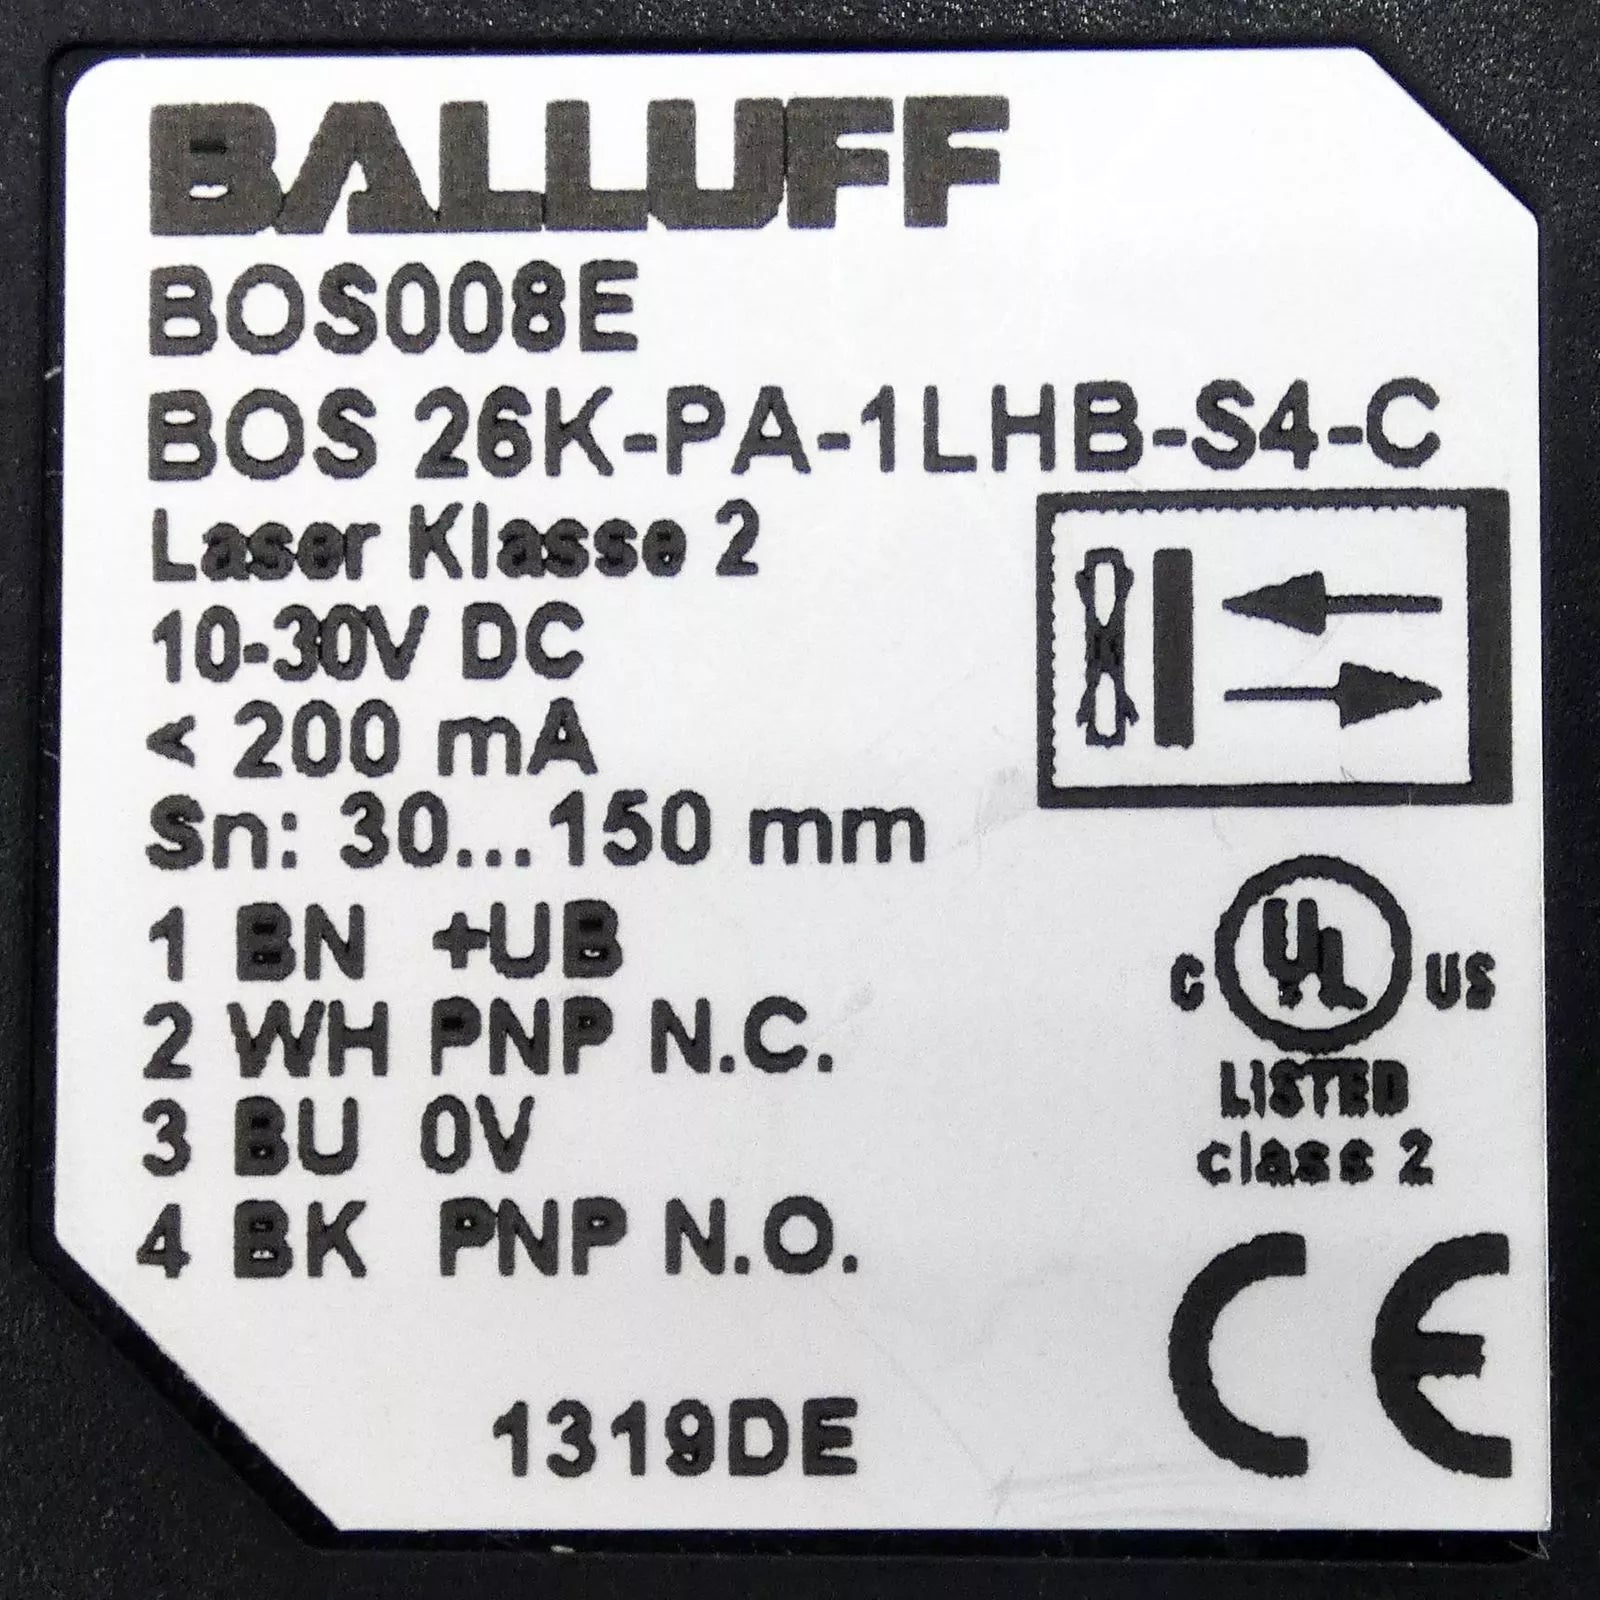 BALLUFF
BOS008E
BOS 26K-PA-1LHB-S4-C
Laser Klasse 2
10-30V DC
< 200 mA
Sn: 30...150 mm
1 BN +UB
2 WH PNP N.C.
3 BU 0V
4 BK PNP N.O.
C UL US
LISTED
class 2
CE
1319DE